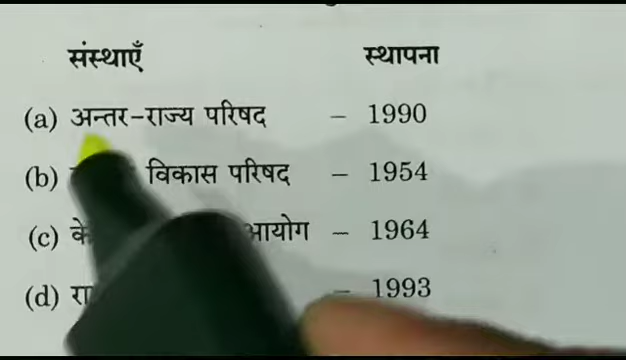 संस्थाएँ स्थापना
(a) अन्तर-राज्य परिषद – 1990
(b) विकास परिषद – 1954
(c) के आयोग – 1964
(d) रा – 1993